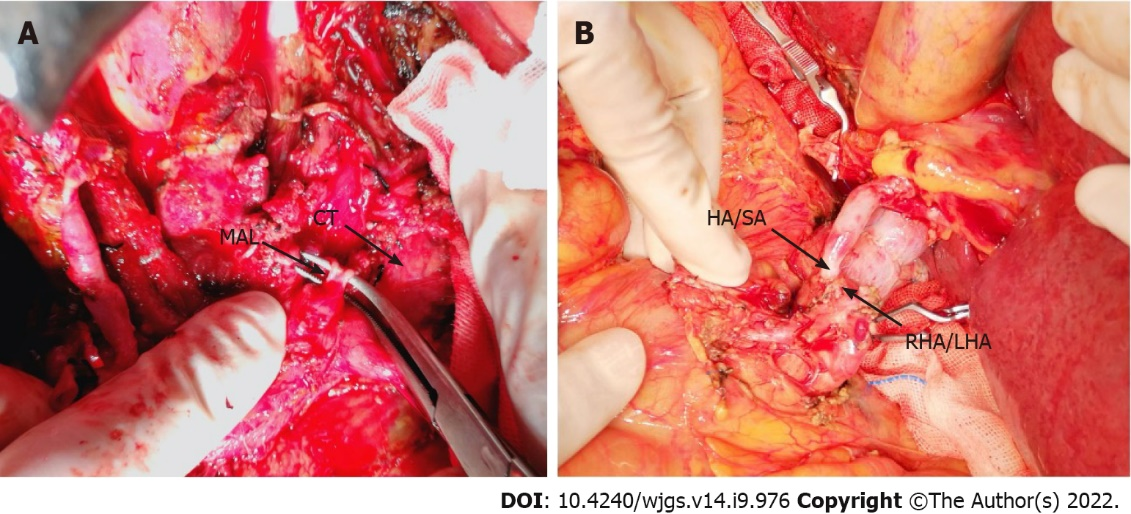 A
B
CT
MAL
HA/SA
RHA/LHA
DOI: 10.4240/wjgs.v14.i9.976 Copyright ©The Author(s) 2022.